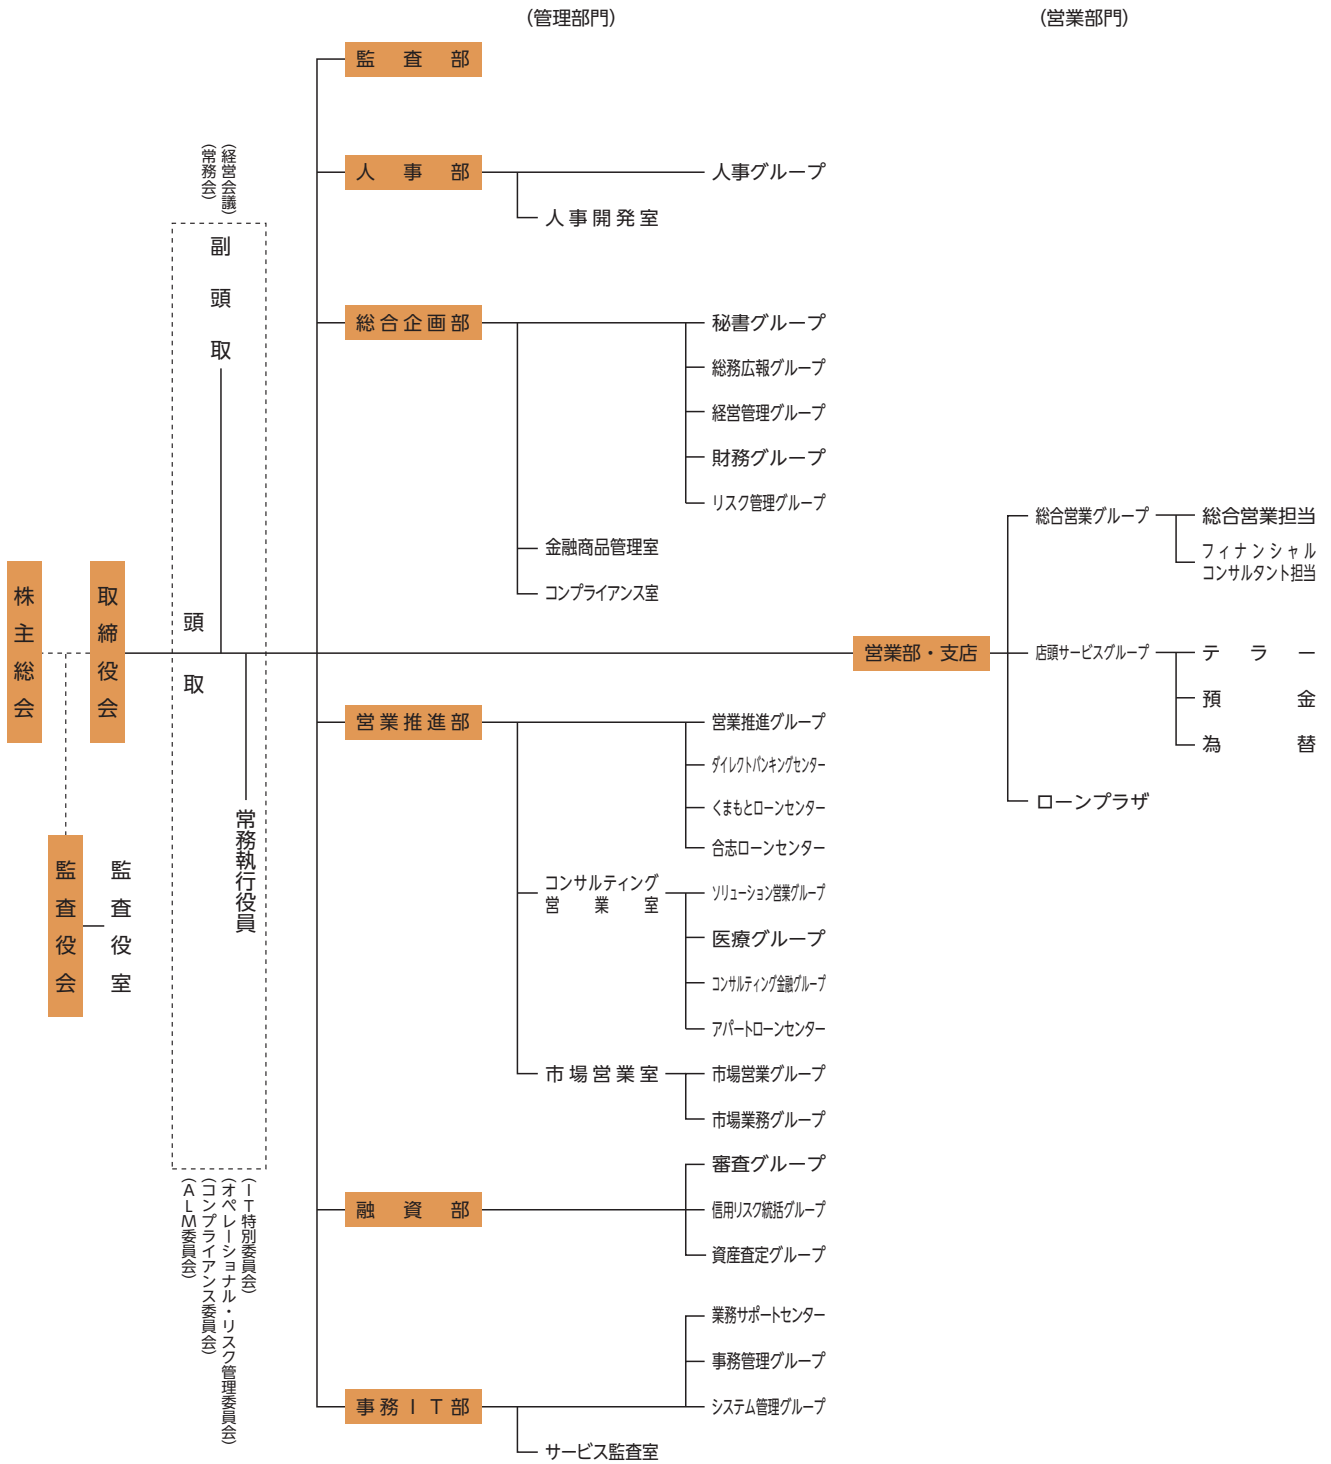 (管理部門)
(営業部門)
監査部
人事部
人事グループ
人事開発室
総合企画部
秘書グループ
総務広報グループ
経営管理グループ
財務グループ
リスク管理グループ
金融商品管理室
コンプライアンス室
(経営会議)
(常務会)
副頭取
頭取
常務執行役員
株主総会
取締役会
監査役会
監査役室
営業部・支店
総合営業グループ
総合営業担当
フィナンシャル
コンサルタント担当
店頭サービスグループ
テラー
預金
為替
ローンプラザ
営業推進部
営業推進グループ
ダイレクトバンキングセンター
くまもとローンセンター
合志ローンセンター
コンサルティング
営業室
ソリューション営業グループ
医療グループ
コンサルティング金融グループ
アパートローンセンター
市場営業室
市場営業グループ
市場業務グループ
融資部
審査グループ
信用リスク統括グループ
資産査定グループ
事務IT部
業務サポートセンター
事務管理グループ
システム管理グループ
サービス監査室
(IT特別委員会)
(オペレーショナル・リスク管理委員会)
(コンプライアンス委員会)
(ALM委員会)